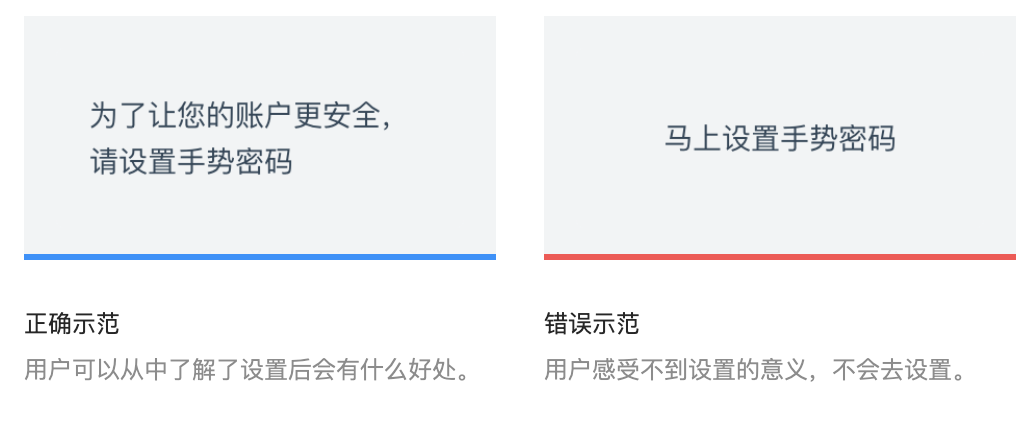 为了让您的账户更安全，
请设置手势密码
马上设置手势密码
正确示范
用户可以从中了解了设置后会有什么好处。
错误示范
用户感受不到设置的意义，不会去设置。